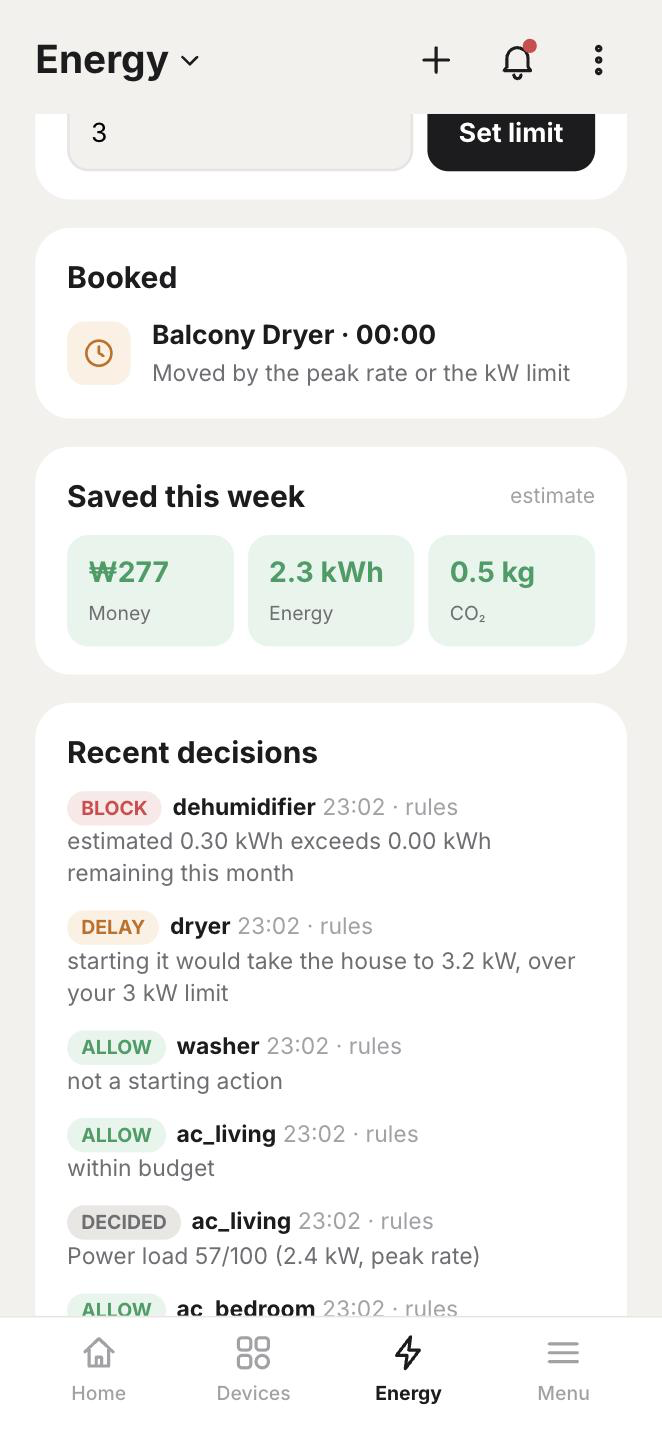 Energy
3
Set limit
Booked
Balcony Dryer · 00:00
Moved by the peak rate or the kW limit
Saved this week
estimate
₩277
2.3 kWh
0.5 kg
Money
Energy
CO₂
Recent decisions
BLOCK dehumidifier 23:02 · rules
estimated 0.30 kWh exceeds 0.00 kWh
remaining this month
DELAY dryer 23:02 · rules
starting it would take the house to 3.2 kW, over
your 3 kW limit
ALLOW washer 23:02 · rules
not a starting action
ALLOW ac_living 23:02 · rules
within budget
DECIDED ac_living 23:02 · rules
Power load 57/100 (2.4 kW, peak rate)
ALLOW ac_bedroom 23:02 · rules
Home
Devices
Energy
Menu